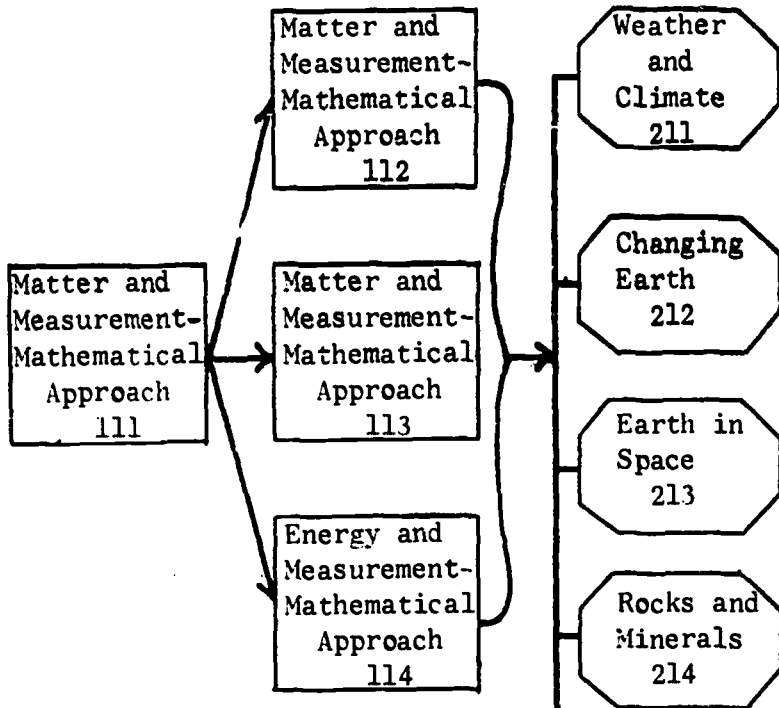 Matter and
Measurement-
Mathematical
Approach
111
Matter and
Measurement-
Mathematical
Approach
112
Matter and
Measurement-
Mathematical
Approach
113
Energy and
Measurement-
Mathematical
Approach
114
Weather
and
Climate
211
Changing
Earth
212
Earth in
Space
213
Rocks and
Minerals
214